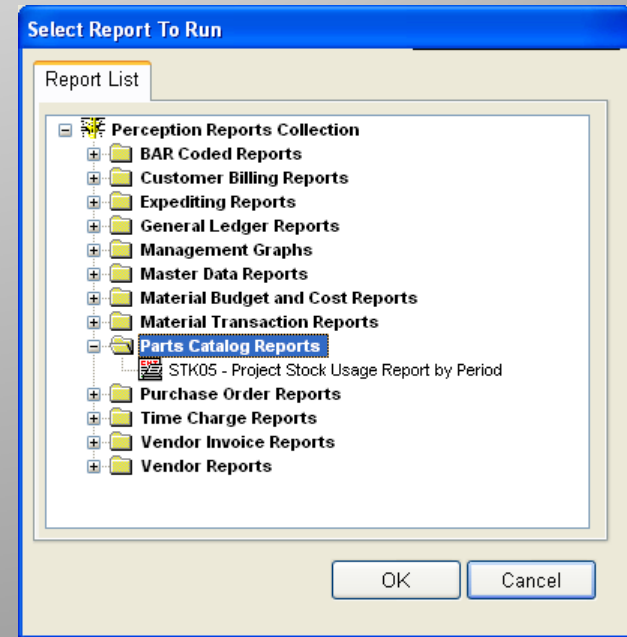 Select Report To Run
Report List
Perception Reports Collection
BAR Coded Reports
Customer Billing Reports
Expediting Reports
General Ledger Reports
Management Graphs
Master Data Reports
Material Budget and Cost Reports
Material Transaction Reports
Parts Catalog Reports
STK05 - Project Stock Usage Report by Period
Purchase Order Reports
Time Charge Reports
Vendor Invoice Reports
Vendor Reports
OK Cancel